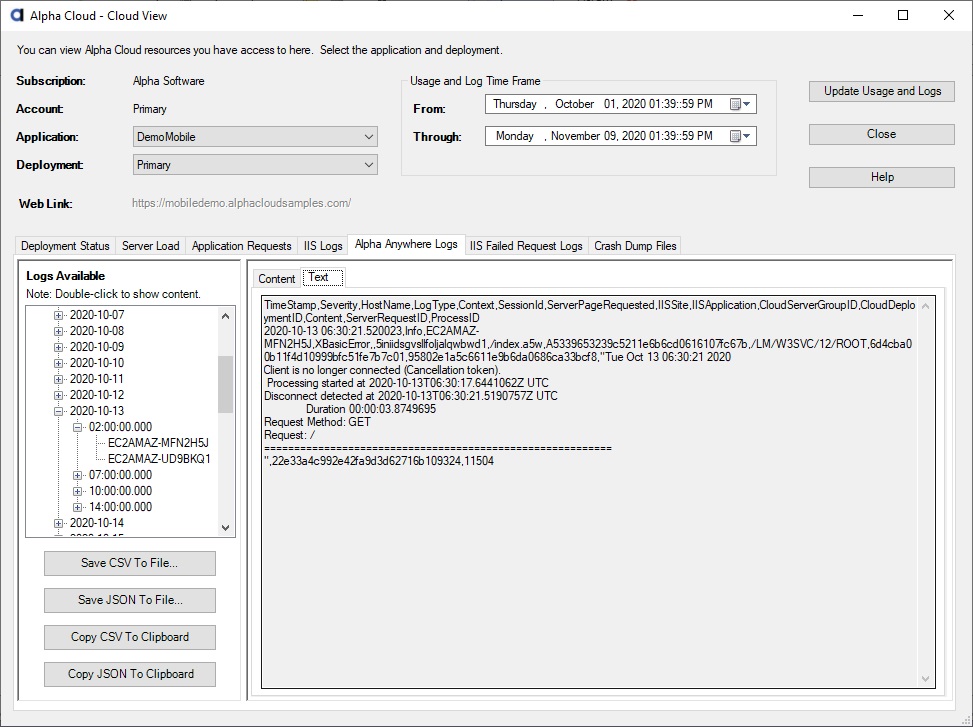 Alpha Cloud - Cloud View
You can view Alpha Cloud resources you have access to here. Select the application and deployment.
Subscription: Alpha Software
Account: Primary
Application: DemoMobile
Deployment: Primary
Web Link: https://mobiledemo.alphacloudsamples.com/
Usage and Log Time Frame
From: Thursday , October 01, 2020 01:39::59 PM
Through: Monday , November 09, 2020 01:39::59 PM
Update Usage and Logs
Close
Help
Deployment Status
Server Load
Application Requests
IIS Logs
Alpha Anywhere Logs
IIS Failed Request Logs
Crash Dump Files
Logs Available
Note: Double-click to show content.
2020-10-07
2020-10-08
2020-10-09
2020-10-10
2020-10-11
2020-10-12
2020-10-13
02:00:00.000
EC2AMAZ-MFN2H5J
EC2AMAZ-UD9BKQ1
07:00:00.000
10:00:00.000
14:00:00.000
2020-10-14
Save CSV To File...
Save JSON To File...
Copy CSV To Clipboard
Copy JSON To Clipboard
Content
Text
TimeStamp,Severity,HostName,LogType,Context,SessionId,ServerPageRequested,IISSite,IISApplication,CloudServerGroupID,CloudDeplo
ymentID,Content,ServerRequestID,ProcessID
2020-10-13 06:30:21.520023,Info,EC2AMAZ-
MFN2H5J,XBasicError,,5iniidsgvsllfoljalqwbwd1,/index.a5w,A5339653239c5211e6b6cd0616107fc67b,/LM/W3SVC/12/ROOT,6d4cba0
0b11f4d10999bfc51fe7b7c01,95802e1a5c6611e9b6da0686ca33bcf8,"Tue Oct 13 06:30:21 2020
Client is no longer connected (Cancellation token).
Processing started at 2020-10-13T06:30:17.6441062Z UTC
Disconnect detected at 2020-10-13T06:30:21.5190757Z UTC
Duration 00:00:03.8749695
Request Method: GET
Request: /
==========================================================
",22e33a4c992e42fa9d3d62716b109324,11504